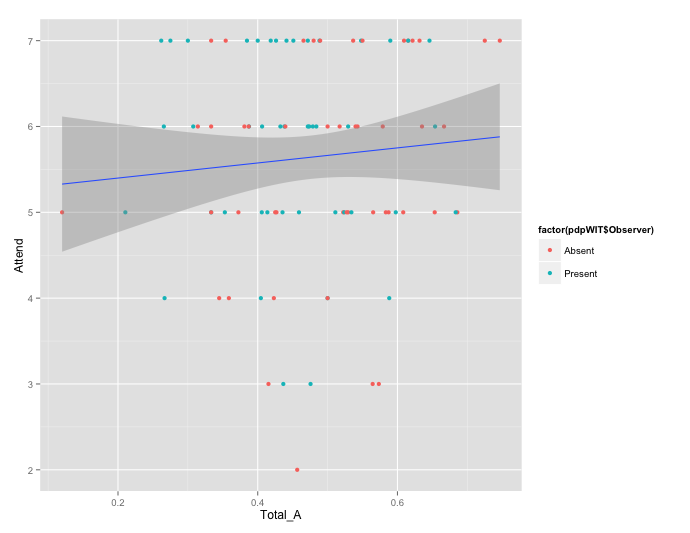 7
6
5
4
3
2
Attend
0.2
0.4
0.6
Total_A
factor(pdpWIT$Observer)
Absent
Present